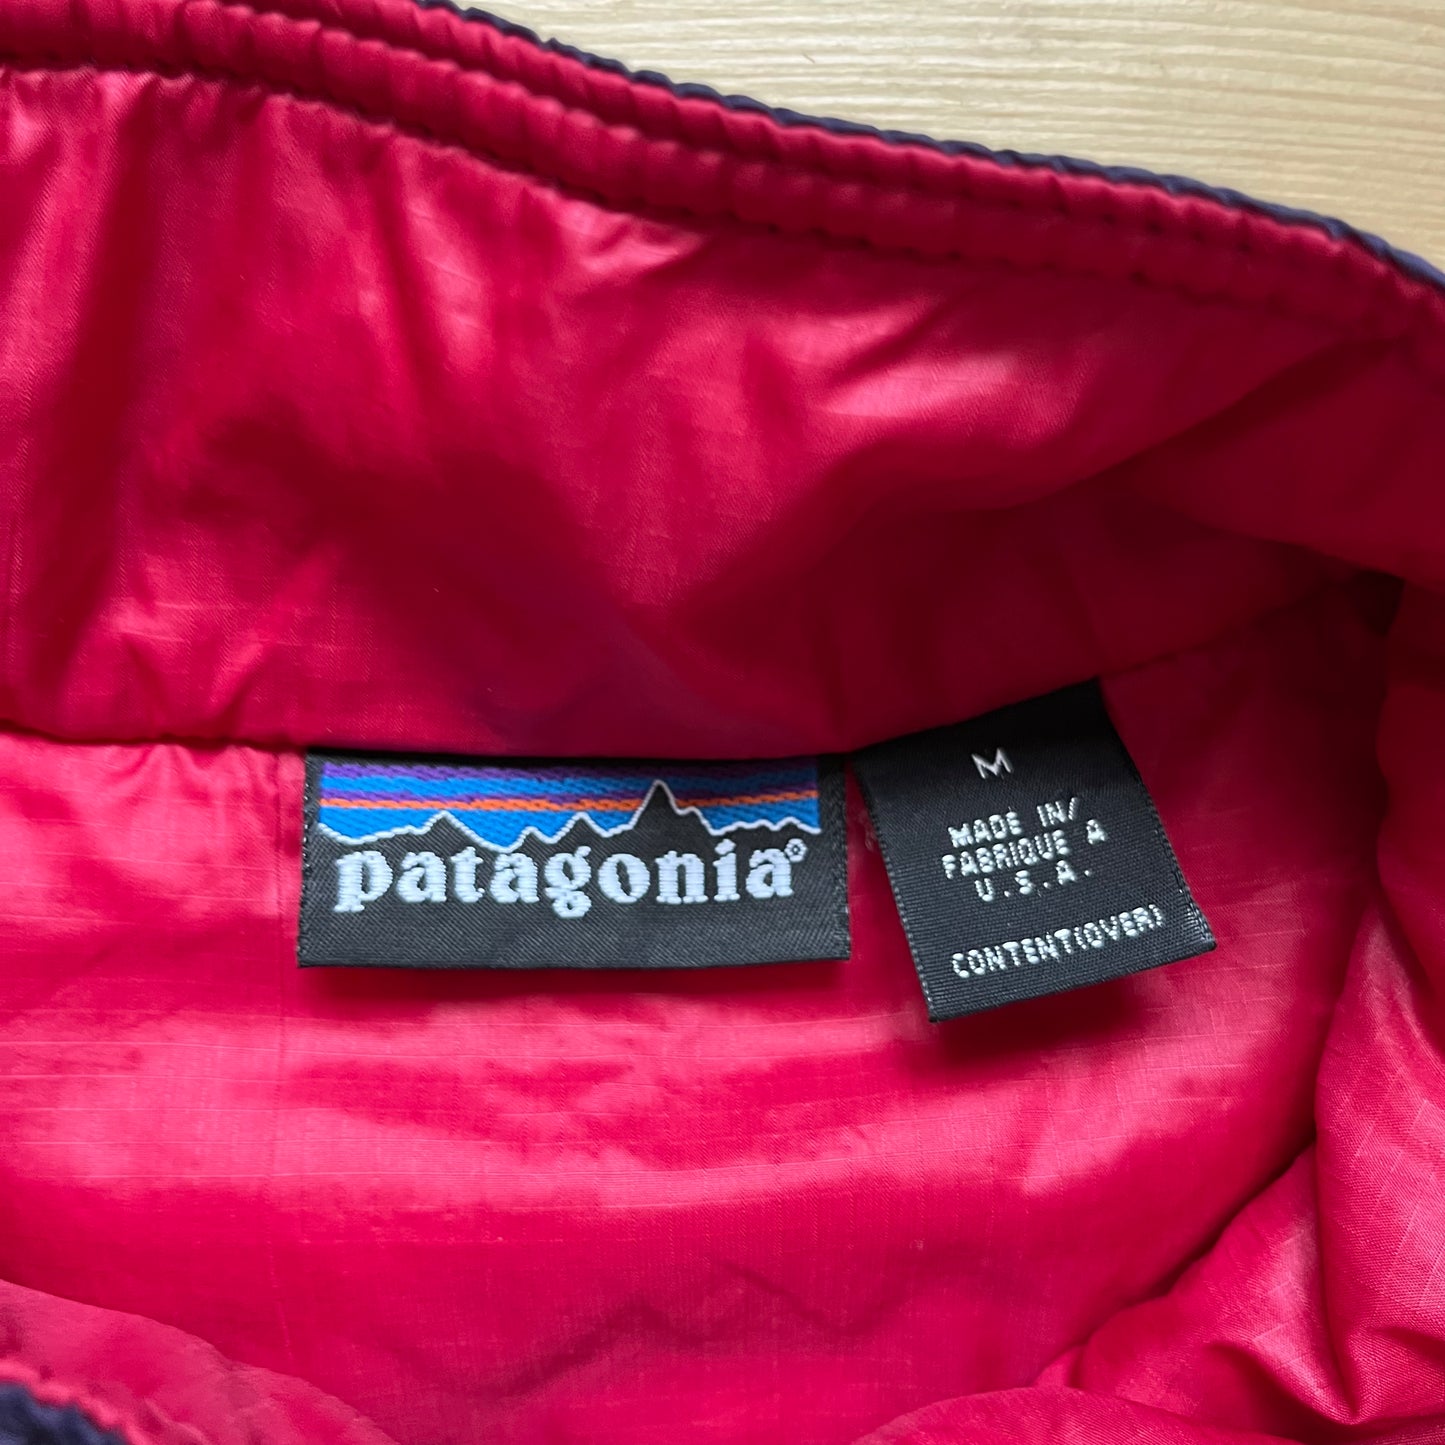 patagonia®
M
MADE IN/
FABRIQUE A
U.S.A.
CONTENT(OVER)